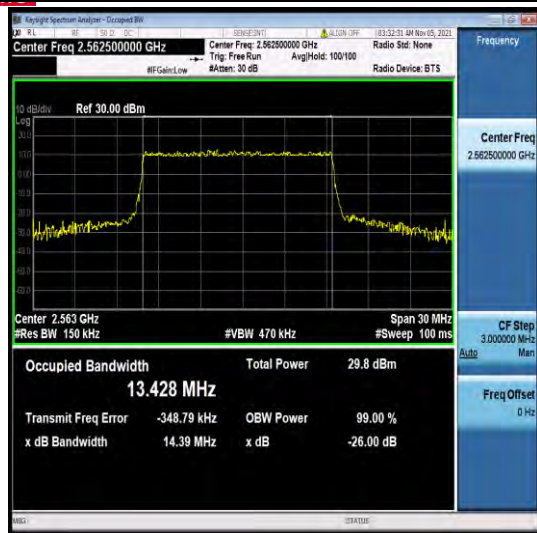 Keysight Spectrum Analyzer - Occupied BW
RL RF 50 Ω DC SENSE:INT ALIGN OFF 03:32:31 AM Nov 05, 2021
Center Freq 2.562500000 GHz
Center Freq: 2.562500000 GHz Radio Std: None
Trig: Free Run Avg|Hold: 100/100
#IFGain:Low #Atten: 30 dB Radio Device: BTS
Frequency
10 dB/div Ref 30.00 dBm
Log
20.0
10.0
Center Freq
2.562500000 GHz
Center 2.563 GHz Span 30 MHz
#Res BW 150 kHz #VBW 470 kHz #Sweep 100 ms
CF Step
3.000000 MHz
Auto Man
Occupied Bandwidth Total Power 29.8 dBm
13.428 MHz
Transmit Freq Error -348.79 kHz OBW Power 99.00 %
x dB Bandwidth 14.39 MHz x dB -26.00 dB
Freq Offset
0 Hz
MSG STATUS